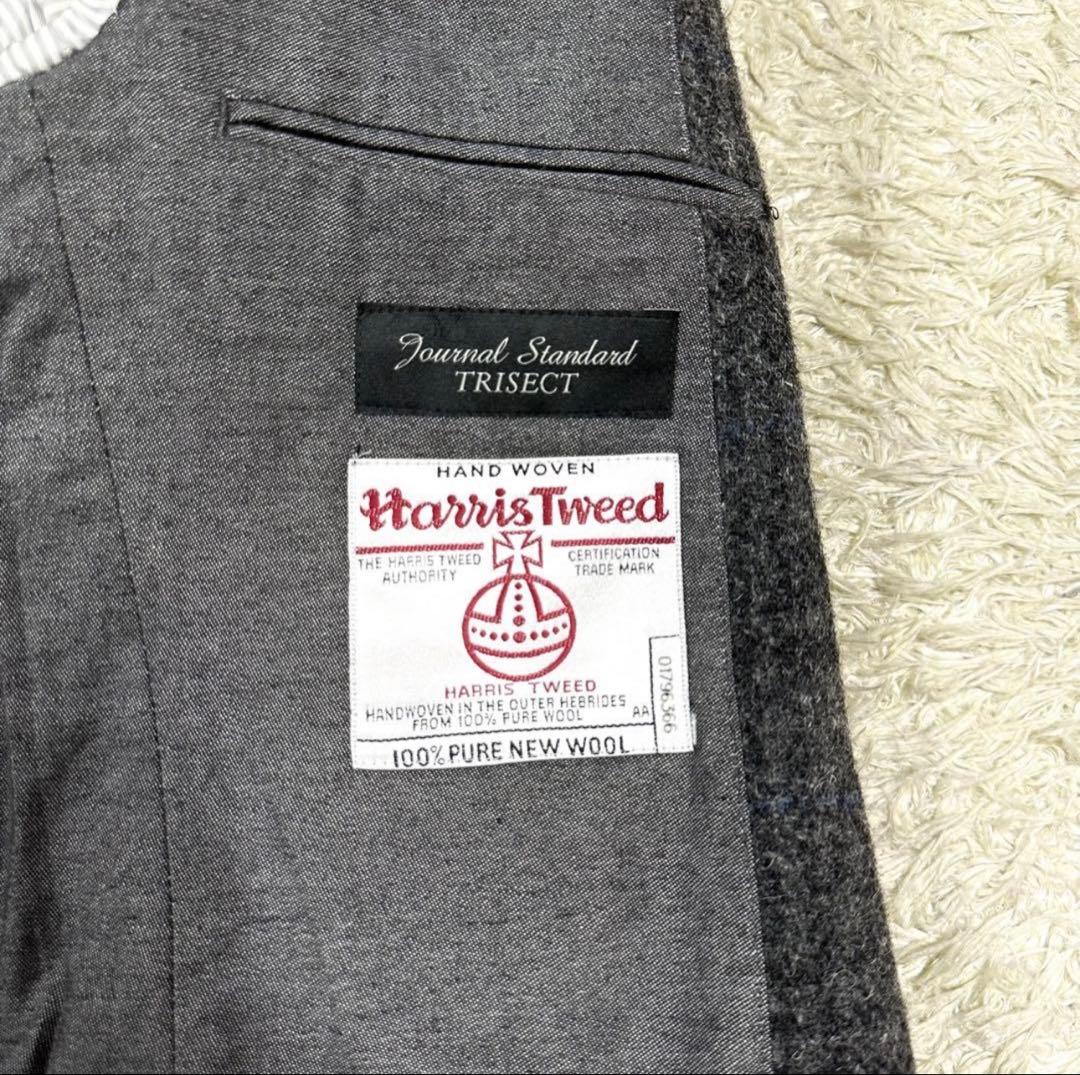 Journal Standard
TRISECT
HAND WOVEN
Harris Tweed
THE HARRIS TWEED
AUTHORITY
CERTIFICATION
TRADE MARK
HARRIS TWEED
HANDWOVEN IN THE OUTER HEBRIDES
FROM 100% PURE WOOL
AA
01796366
100% PURE NEW WOOL